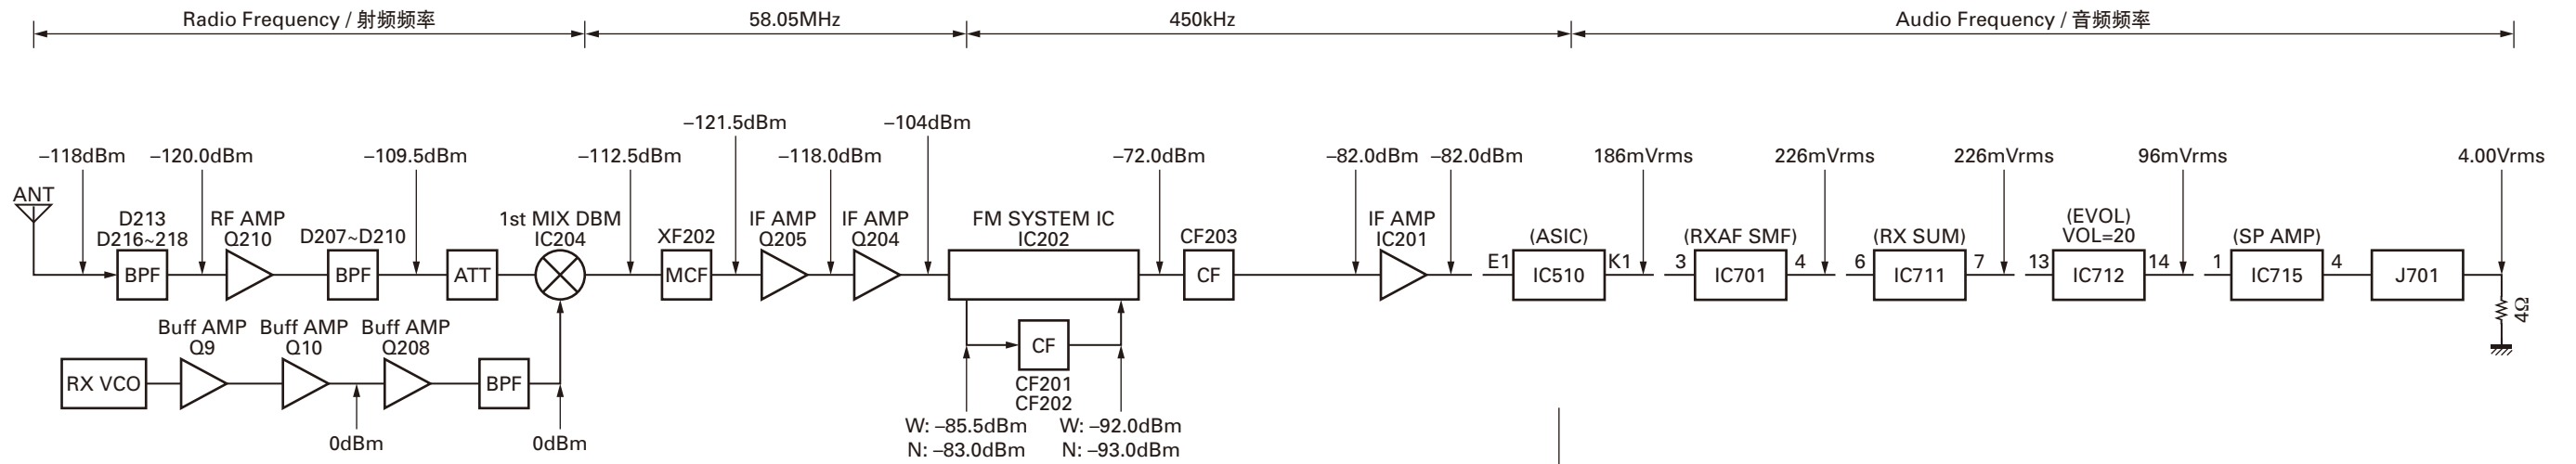 Radio Frequency / 射频频率
58.05MHz
450kHz
Audio Frequency / 音频频率
–121.5dBm
–104dBm
–118dBm
–120.0dBm
–109.5dBm
–112.5dBm
–118.0dBm
–72.0dBm
–82.0dBm
–82.0dBm
186mVrms
226mVrms
226mVrms
96mVrms
4.00Vrms
ANT
D213
D216~218
BPF
RF AMP
Q210
D207~D210
BPF
ATT
1st MIX DBM
IC204
XF202
MCF
IF AMP
Q205
IF AMP
Q204
FM SYSTEM IC
IC202
CF203
CF
IF AMP
IC201
(ASIC)
E1
IC510
K1
(RXAF SMF)
3
IC701
4
(RX SUM)
6
IC711
7
(EVOL)
VOL=20
13
IC712
14
(SP AMP)
1
IC715
4
J701
4Ω
CF
CF201
CF202
W: –85.5dBm
N: –83.0dBm
W: –92.0dBm
N: –93.0dBm
RX VCO
Buff AMP
Q9
Buff AMP
Q10
Buff AMP
Q208
BPF
0dBm
0dBm